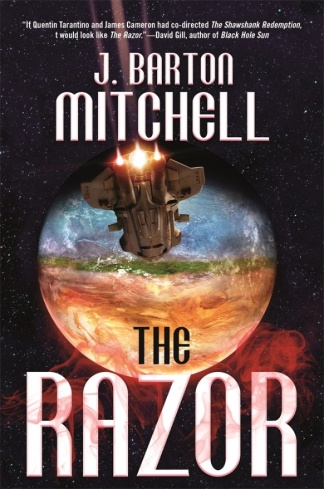 "If Quentin Tarantino and James Cameron had co-directed The Shawshank Redemption,
t would look like The Razor."—David Gill, author of Black Hole Sun
J. BARTON
MITCHELL
THE
RAZOR